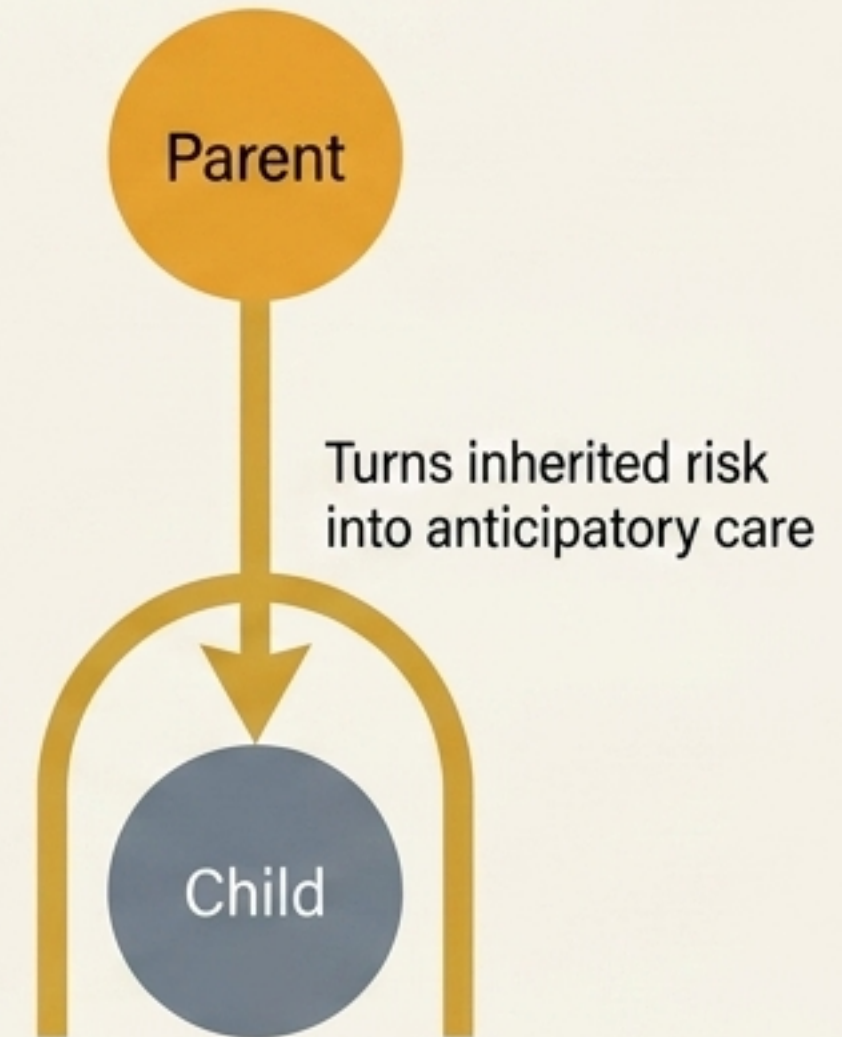 Parent
Turns inherited risk
into anticipatory care
Child